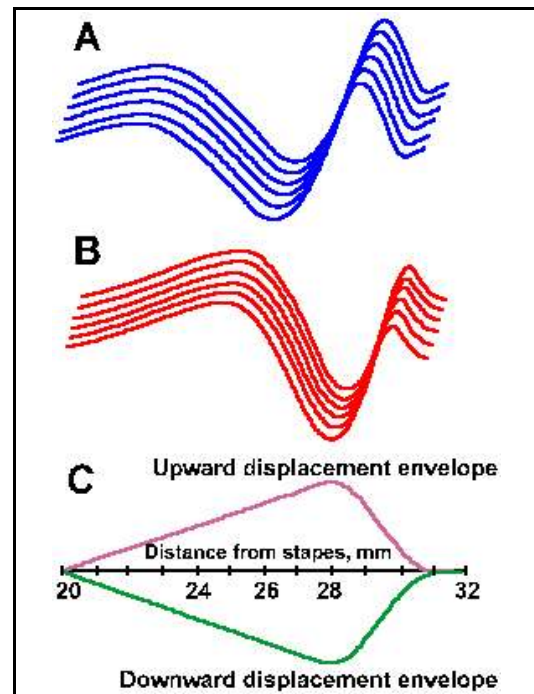 A
B
C
Upward displacement envelope
Distance from stapes, mm
20 24 26 28 32
Downward displacement envelope